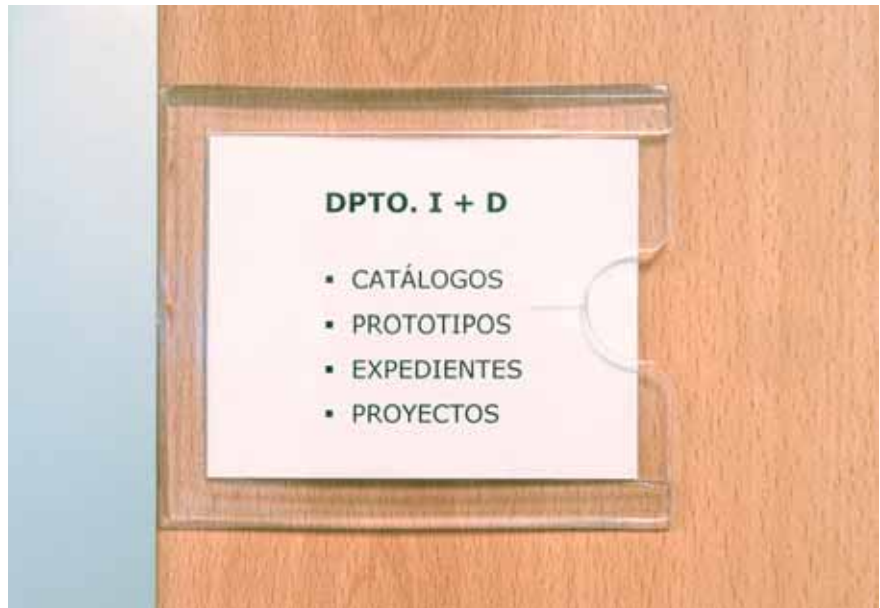 DPTO. I + D
▪ CATÁLOGOS
▪ PROTOTIPOS
▪ EXPEDIENTES
▪ PROYECTOS